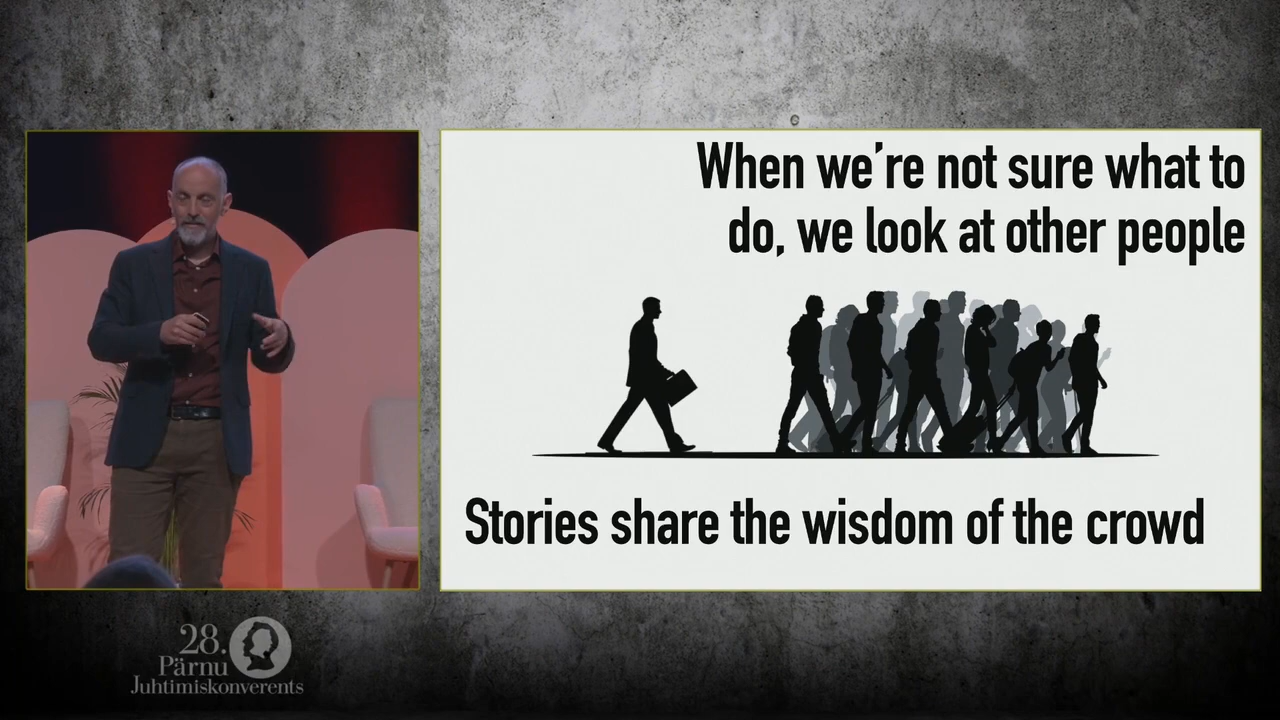 When we're not sure what to
do, we look at other people
Stories share the wisdom of the crowd
28.
Pärnu
Juhtimiskonverents